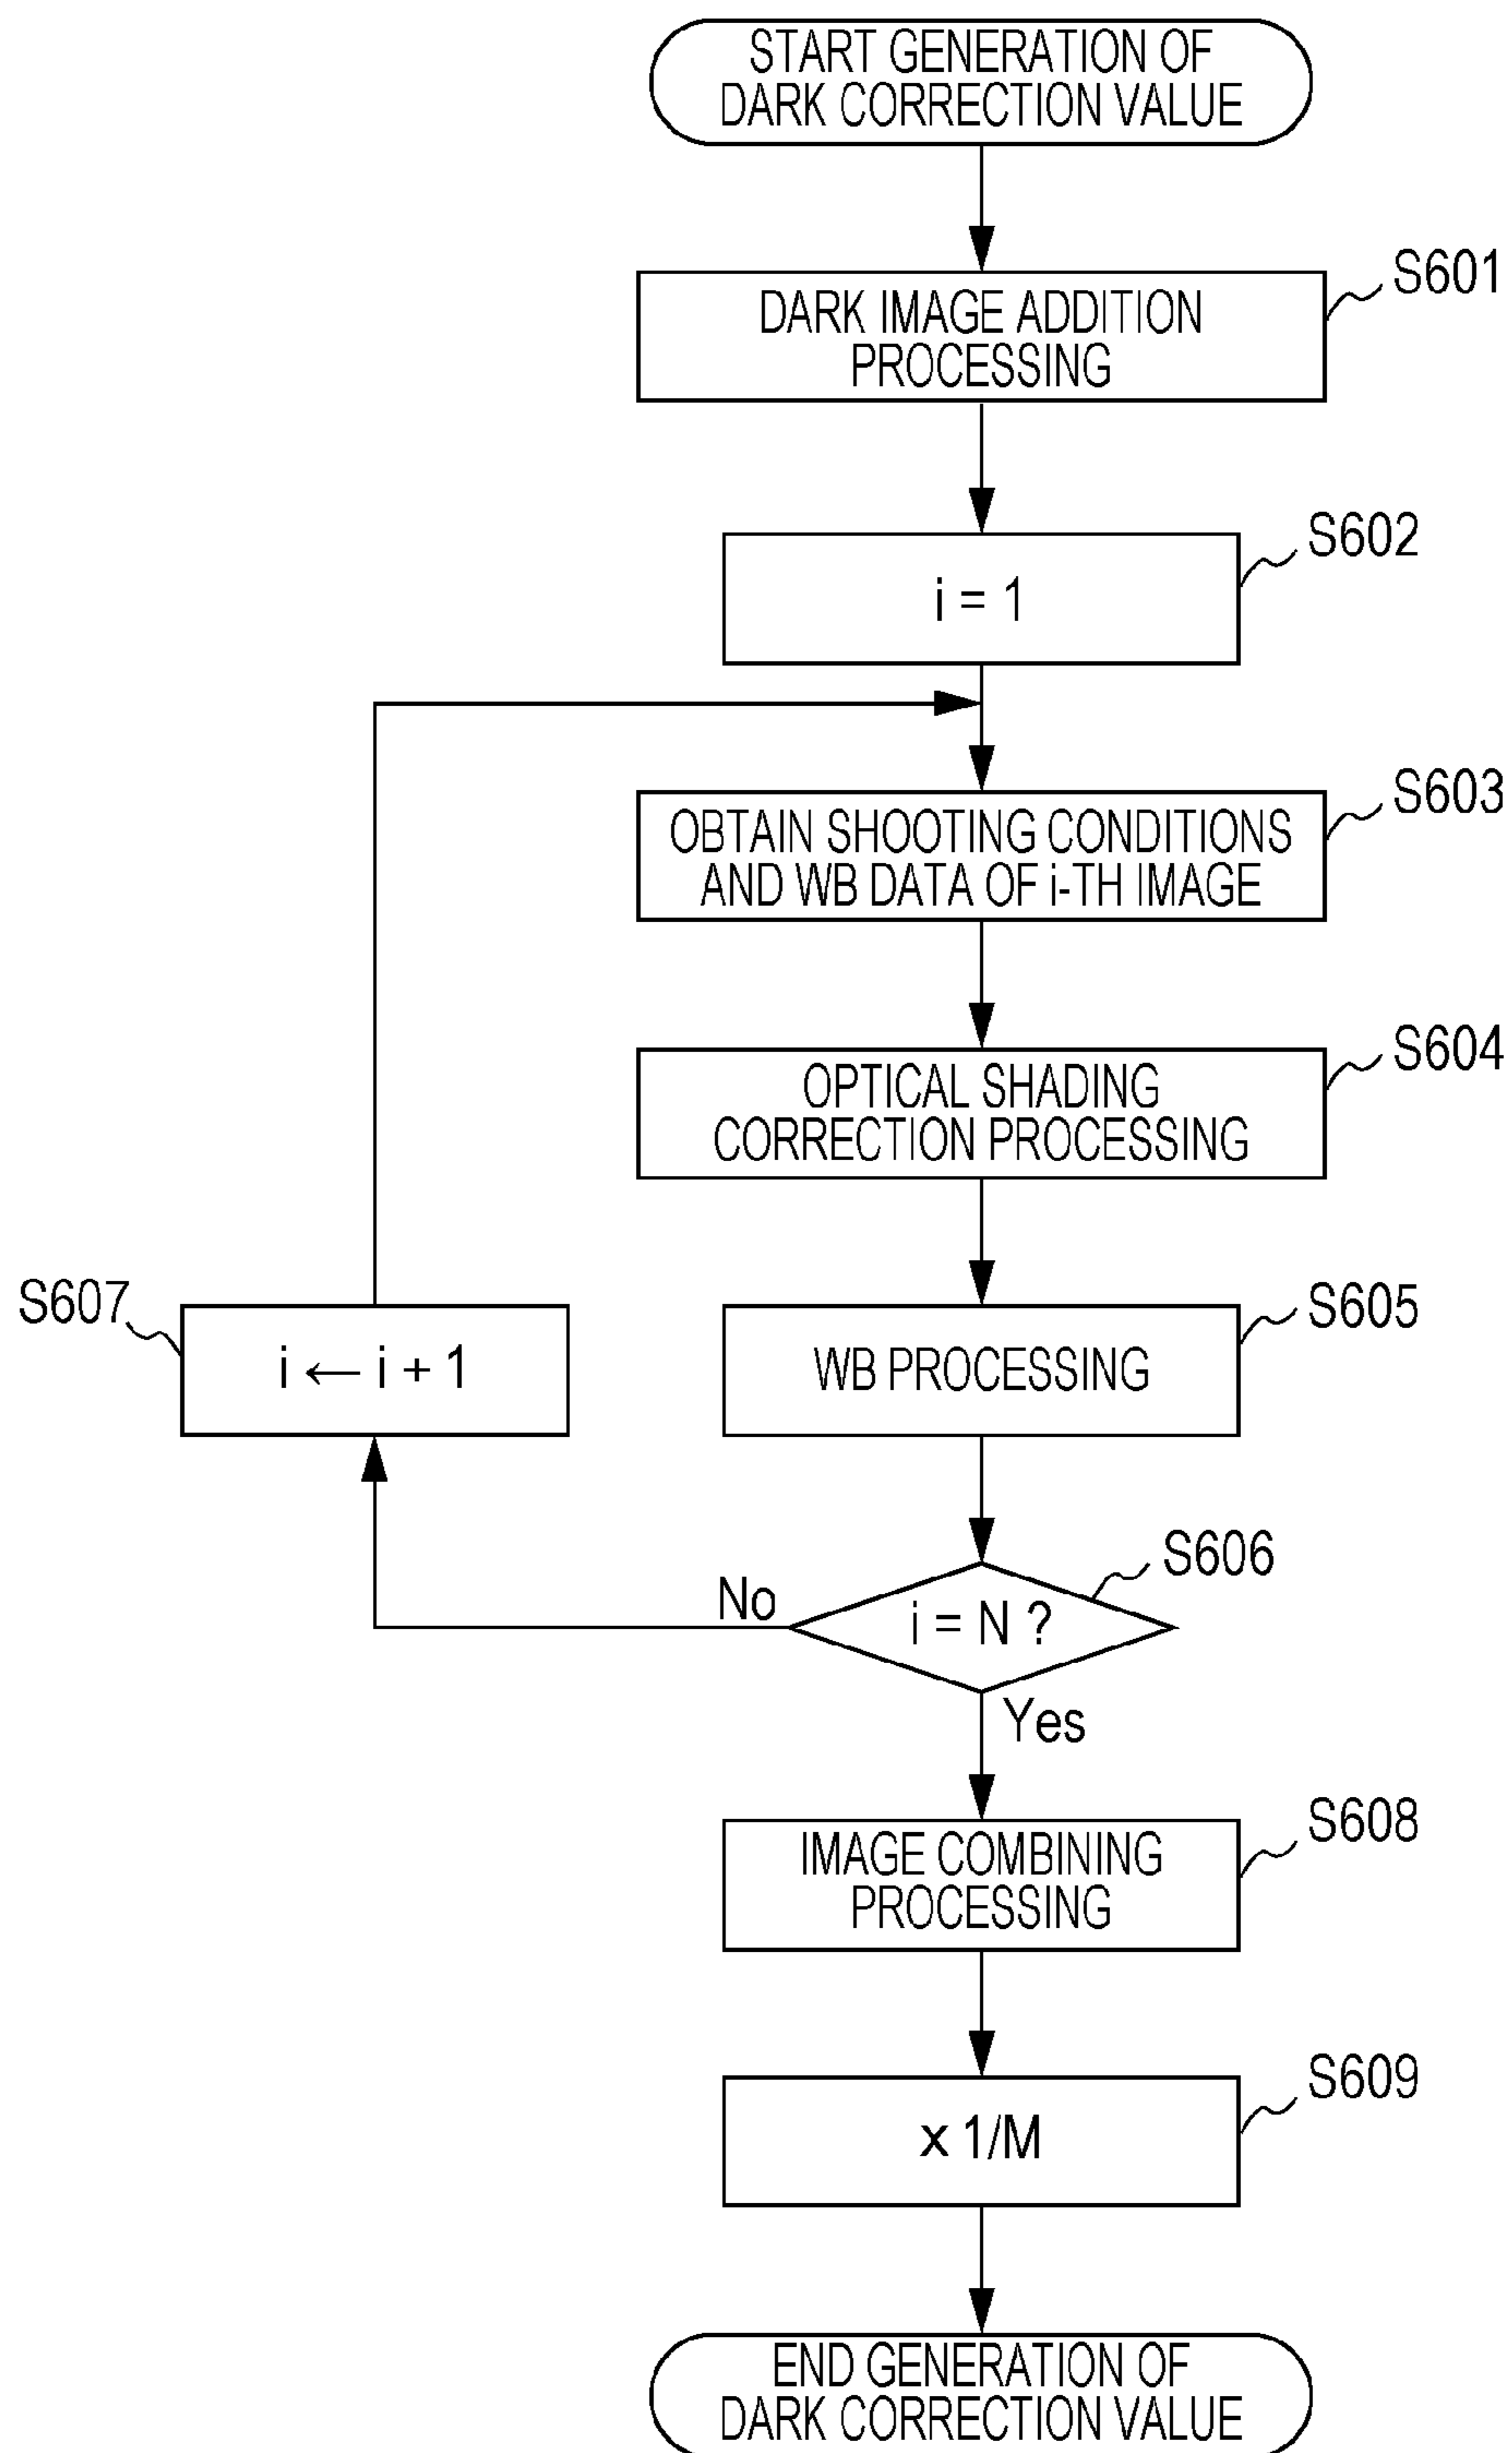 START GENERATION OF
DARK CORRECTION VALUE
S601
DARK IMAGE ADDITION
PROCESSING
S602
i = 1
S603
OBTAIN SHOOTING CONDITIONS
AND WB DATA OF i-TH IMAGE
S604
OPTICAL SHADING
CORRECTION PROCESSING
S607
i ← i + 1
S605
WB PROCESSING
S606
No
i = N ?
Yes
S608
IMAGE COMBINING
PROCESSING
S609
x 1/M
END GENERATION OF
DARK CORRECTION VALUE